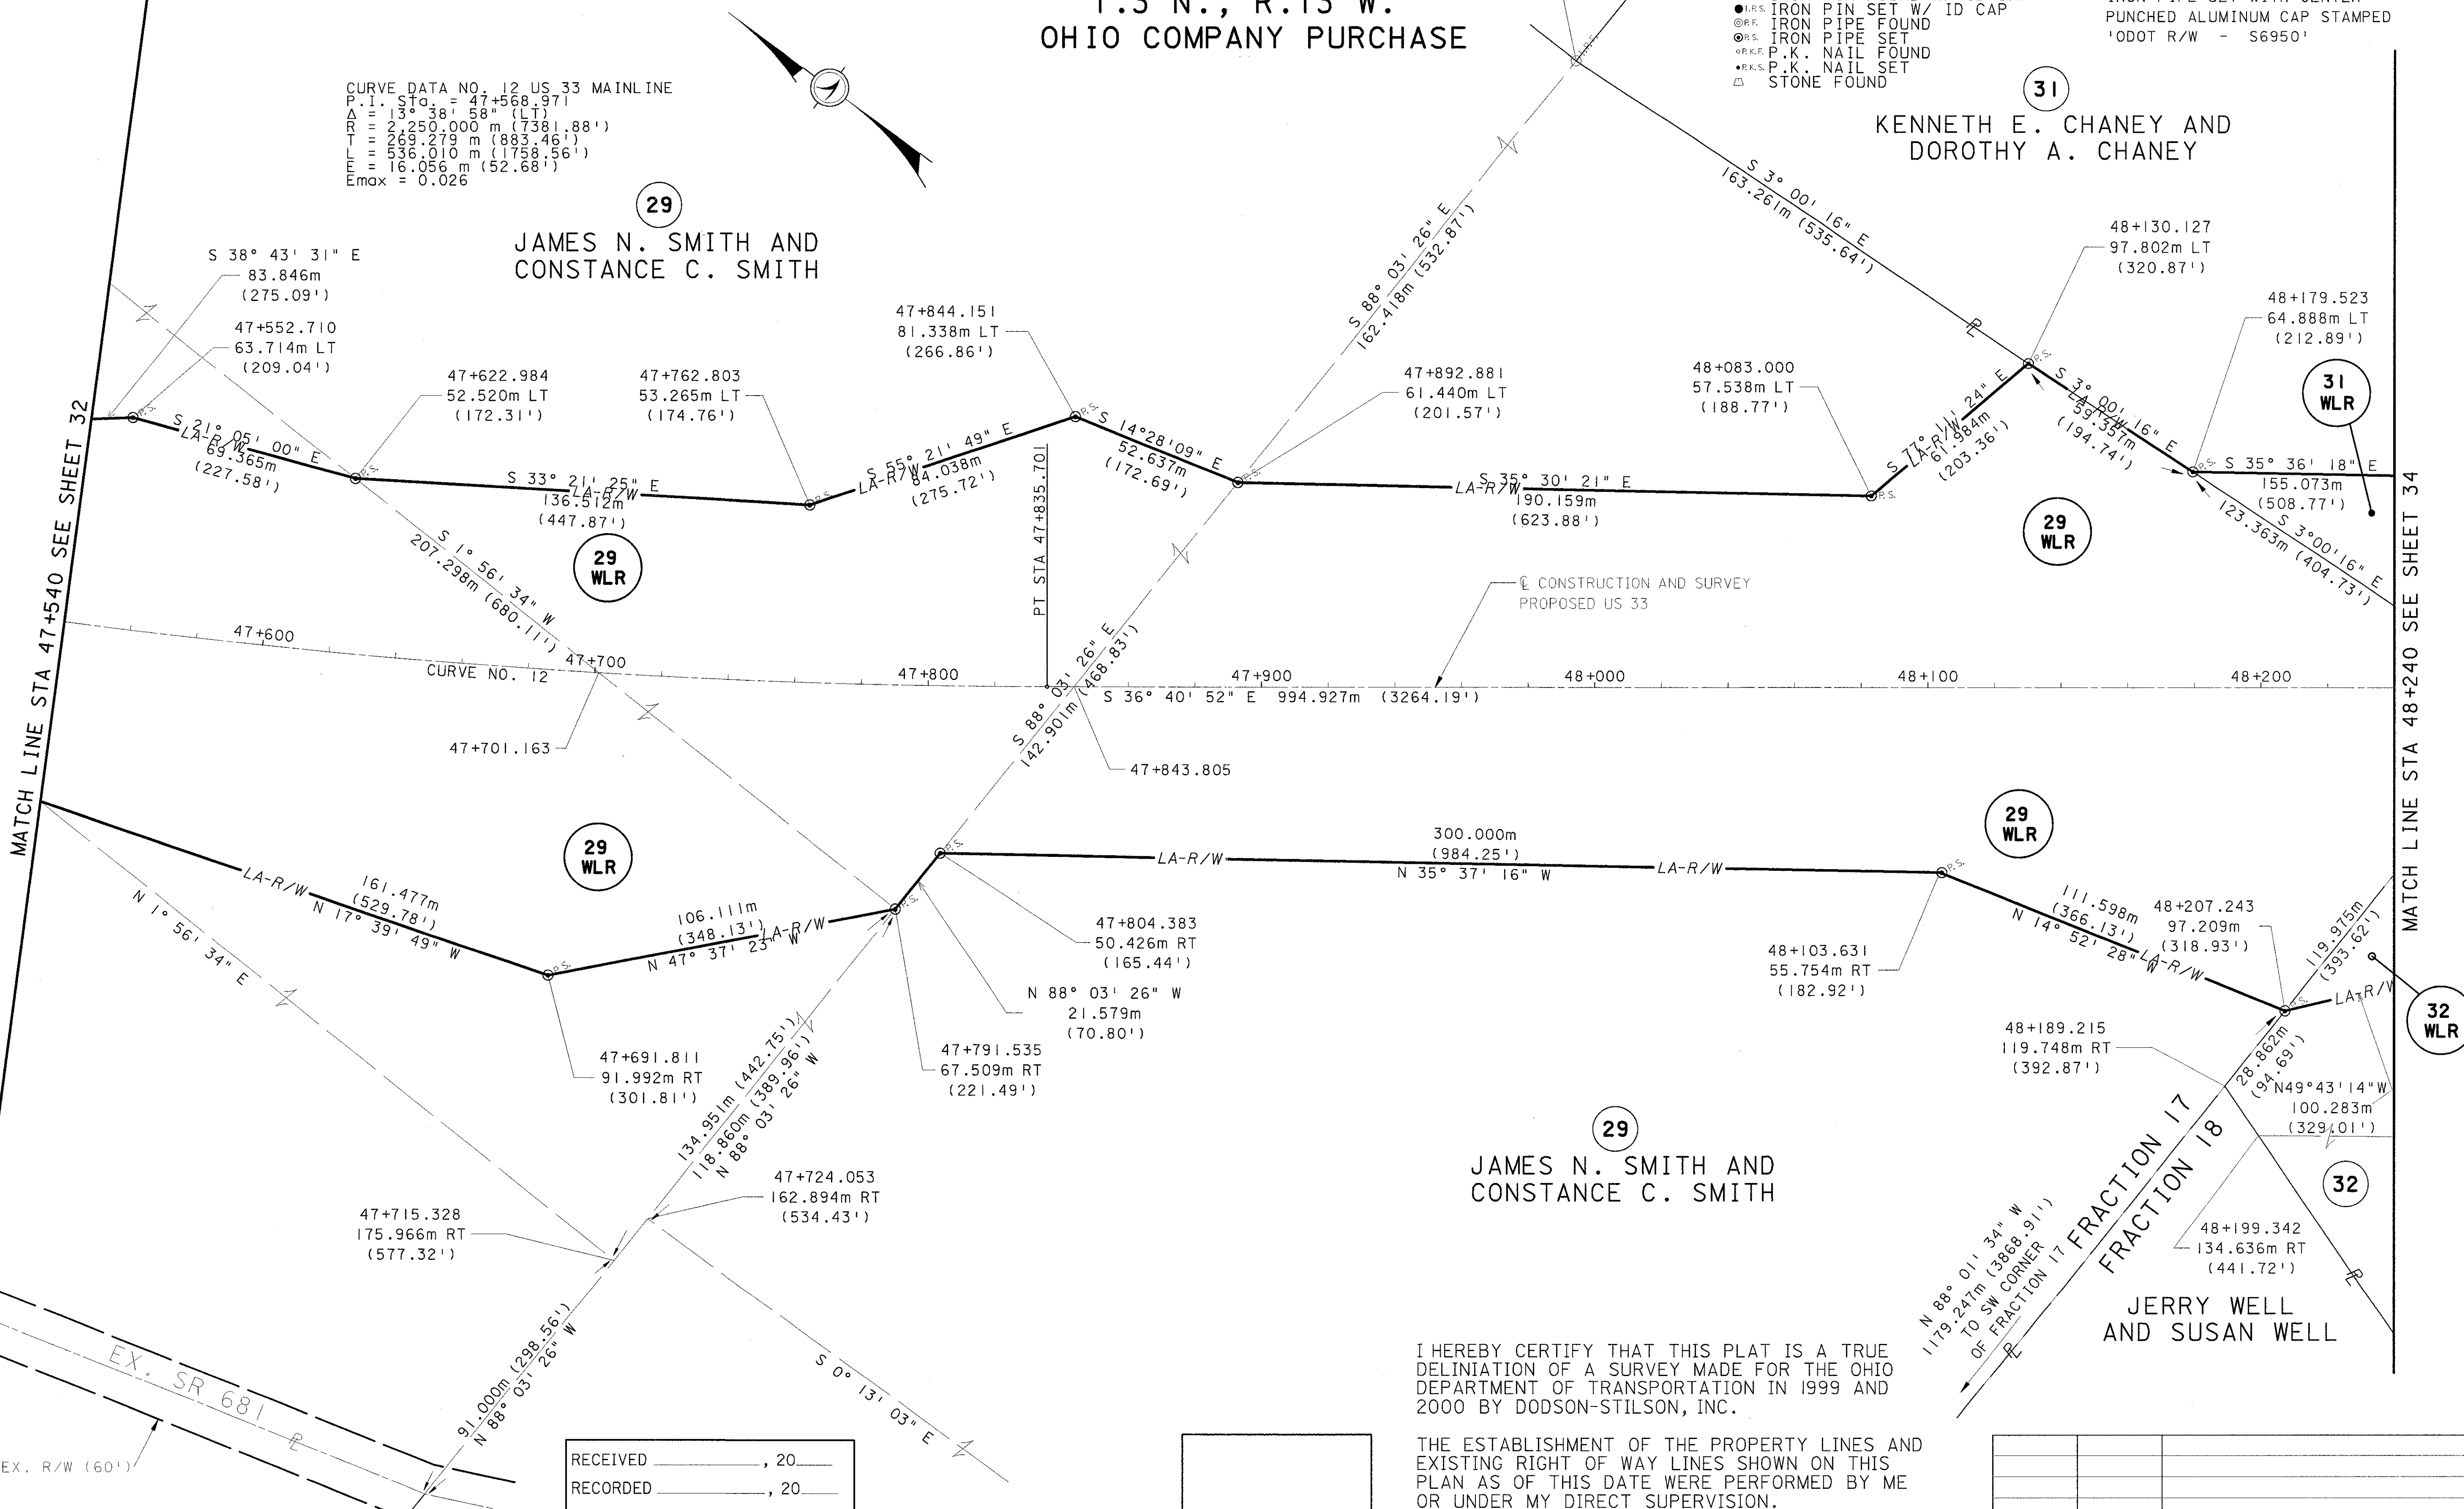 T.3 N., R.13 W.
OHIO COMPANY PURCHASE
●I.P.S. IRON PIN SET W/ ID CAP
P.F. IRON PIPE FOUND
P.S. IRON PIPE SET
P.K.F. P.K. NAIL FOUND
P.K.S. P.K. NAIL SET
STONE FOUND
IRON PIPE SET WITH CENTER
PUNCHED ALUMINUM CAP STAMPED
'ODOT R/W - S6950'
CURVE DATA NO. 12 US 33 MAINLINE
P.I. Sta. = 47+568.971
Δ = 13° 38' 58" (LT)
R = 2,250.000 m (7381.88')
T = 269.279 m (883.46')
L = 536.010 m (1758.56')
E = 16.056 m (52.68')
Emax = 0.026
29
JAMES N. SMITH AND
CONSTANCE C. SMITH
31
KENNETH E. CHANEY AND
DOROTHY A. CHANEY
I.P.F.
S 3° 00' 16" E
163.261m (535.64')
S 88° 03' 26" E
162.418m (532.87')
S 38° 43' 31" E
83.846m
(275.09')
47+552.710
63.714m LT
(209.04')
47+622.984
52.520m LT
(172.31')
47+762.803
53.265m LT
(174.76')
47+844.151
81.338m LT
(266.86')
47+892.881
61.440m LT
(201.57')
48+083.000
57.538m LT
(188.77')
48+130.127
97.802m LT
(320.87')
48+179.523
64.888m LT
(212.89')
31
WLR
P.S.
S 21° 05' 00" E
LA-R/W
69.365m
(227.58')
P.S.
S 33° 21' 25" E
LA-R/W
136.512m
(447.87')
P.S.
S 55° 21' 49" E
LA-R/W
84.038m
(275.72')
P.S.
S 14°28'09" E
52.637m
(172.69')
P.S.
S 35° 30' 21" E
LA-R/W
190.159m
(623.88')
P.S.
S 77° 11' 24" E
LA-R/W
61.984m
(203.36')
P.S.
S 3° 00' 16" E
LA-R/W
59.357m
(194.74')
P.S.
S 35° 36' 18" E
155.073m
(508.77')
S 3°00'16" E
123.363m (404.73')
29
WLR
29
WLR
S 1° 56' 34" W
207.298m (680.11')
PT STA 47+835.701
℄ CONSTRUCTION AND SURVEY
PROPOSED US 33
MATCH LINE STA 47+540 SEE SHEET 32
MATCH LINE STA 48+240 SEE SHEET 34
47+600
CURVE NO. 12
47+700
47+800
47+900
48+000
48+100
48+200
S 36° 40' 52" E 994.927m (3264.19')
S 88° 03' 26" E
142.901m (468.83')
47+701.163
47+843.805
LA-R/W
161.477m
(529.78')
N 17° 39' 49" W
N 1° 56' 34" E
29
WLR
P.S.
106.111m
(348.13')
LA-R/W
N 47° 37' 23" W
P.S.
P.S.
LA-R/W
300.000m
(984.25')
N 35° 37' 16" W
LA-R/W
29
WLR
P.S.
111.598m
(366.13')
N 14° 52' 28" W
LA-R/W
48+207.243
97.209m
(318.93')
119.975m
(393.62')
P.S.
LA-R/W
32
WLR
47+804.383
50.426m RT
(165.44')
N 88° 03' 26" W
21.579m
(70.80')
47+791.535
67.509m RT
(221.49')
47+691.811
91.992m RT
(301.81')
48+103.631
55.754m RT
(182.92')
48+189.215
119.748m RT
(392.87')
28.862m
(94.69')
N49°43'14"W
100.283m
(329.01')
134.951m (442.75')
118.860m (389.96')
N 88° 03' 26" W
47+724.053
162.894m RT
(534.43')
47+715.328
175.966m RT
(577.32')
29
JAMES N. SMITH AND
CONSTANCE C. SMITH
FRACTION 17
FRACTION 18
32
48+199.342
134.636m RT
(441.72')
JERRY WELL
AND SUSAN WELL
N 88° 01' 34" W
1179.247m (3868.91')
TO SW CORNER
OF FRACTION 17
EX. SR 681
EX. R/W (60')
91.000m (298.56')
N 88° 03' 26" W
S 0° 13' 03" E
RECEIVED ________, 20___
RECORDED ________, 20___
I HEREBY CERTIFY THAT THIS PLAT IS A TRUE
DELINIATION OF A SURVEY MADE FOR THE OHIO
DEPARTMENT OF TRANSPORTATION IN 1999 AND
2000 BY DODSON-STILSON, INC.
THE ESTABLISHMENT OF THE PROPERTY LINES AND
EXISTING RIGHT OF WAY LINES SHOWN ON THIS
PLAN AS OF THIS DATE WERE PERFORMED BY ME
OR UNDER MY DIRECT SUPERVISION.